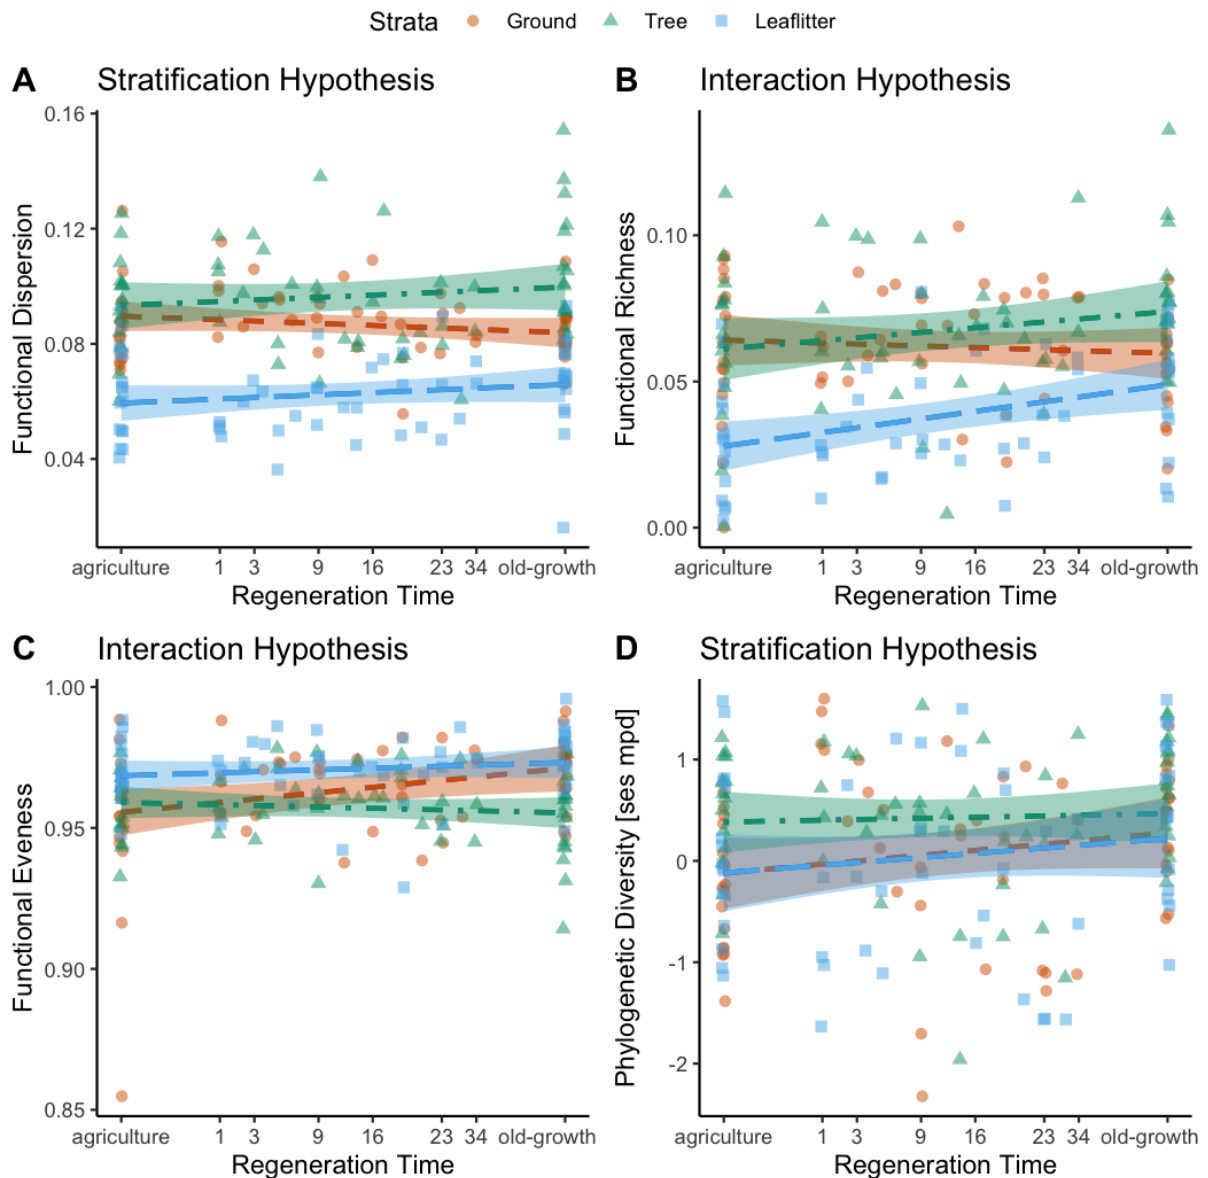 Strata Ground Tree Leaflitter
A Stratification Hypothesis
0.16
0.12
0.08
0.04
Functional Dispersion
agriculture 1 3 9 16 23 34 old-growth
Regeneration Time
B Interaction Hypothesis
0.10
0.05
0.00
Functional Richness
agriculture 1 3 9 16 23 34 old-growth
Regeneration Time
C Interaction Hypothesis
1.00
0.95
0.90
0.85
Functional Eveness
agriculture 1 3 9 16 23 34 old-growth
Regeneration Time
D Stratification Hypothesis
1
0
-1
-2
Phylogenetic Diversity [ses mpd]
agriculture 1 3 9 16 23 34 old-growth
Regeneration Time